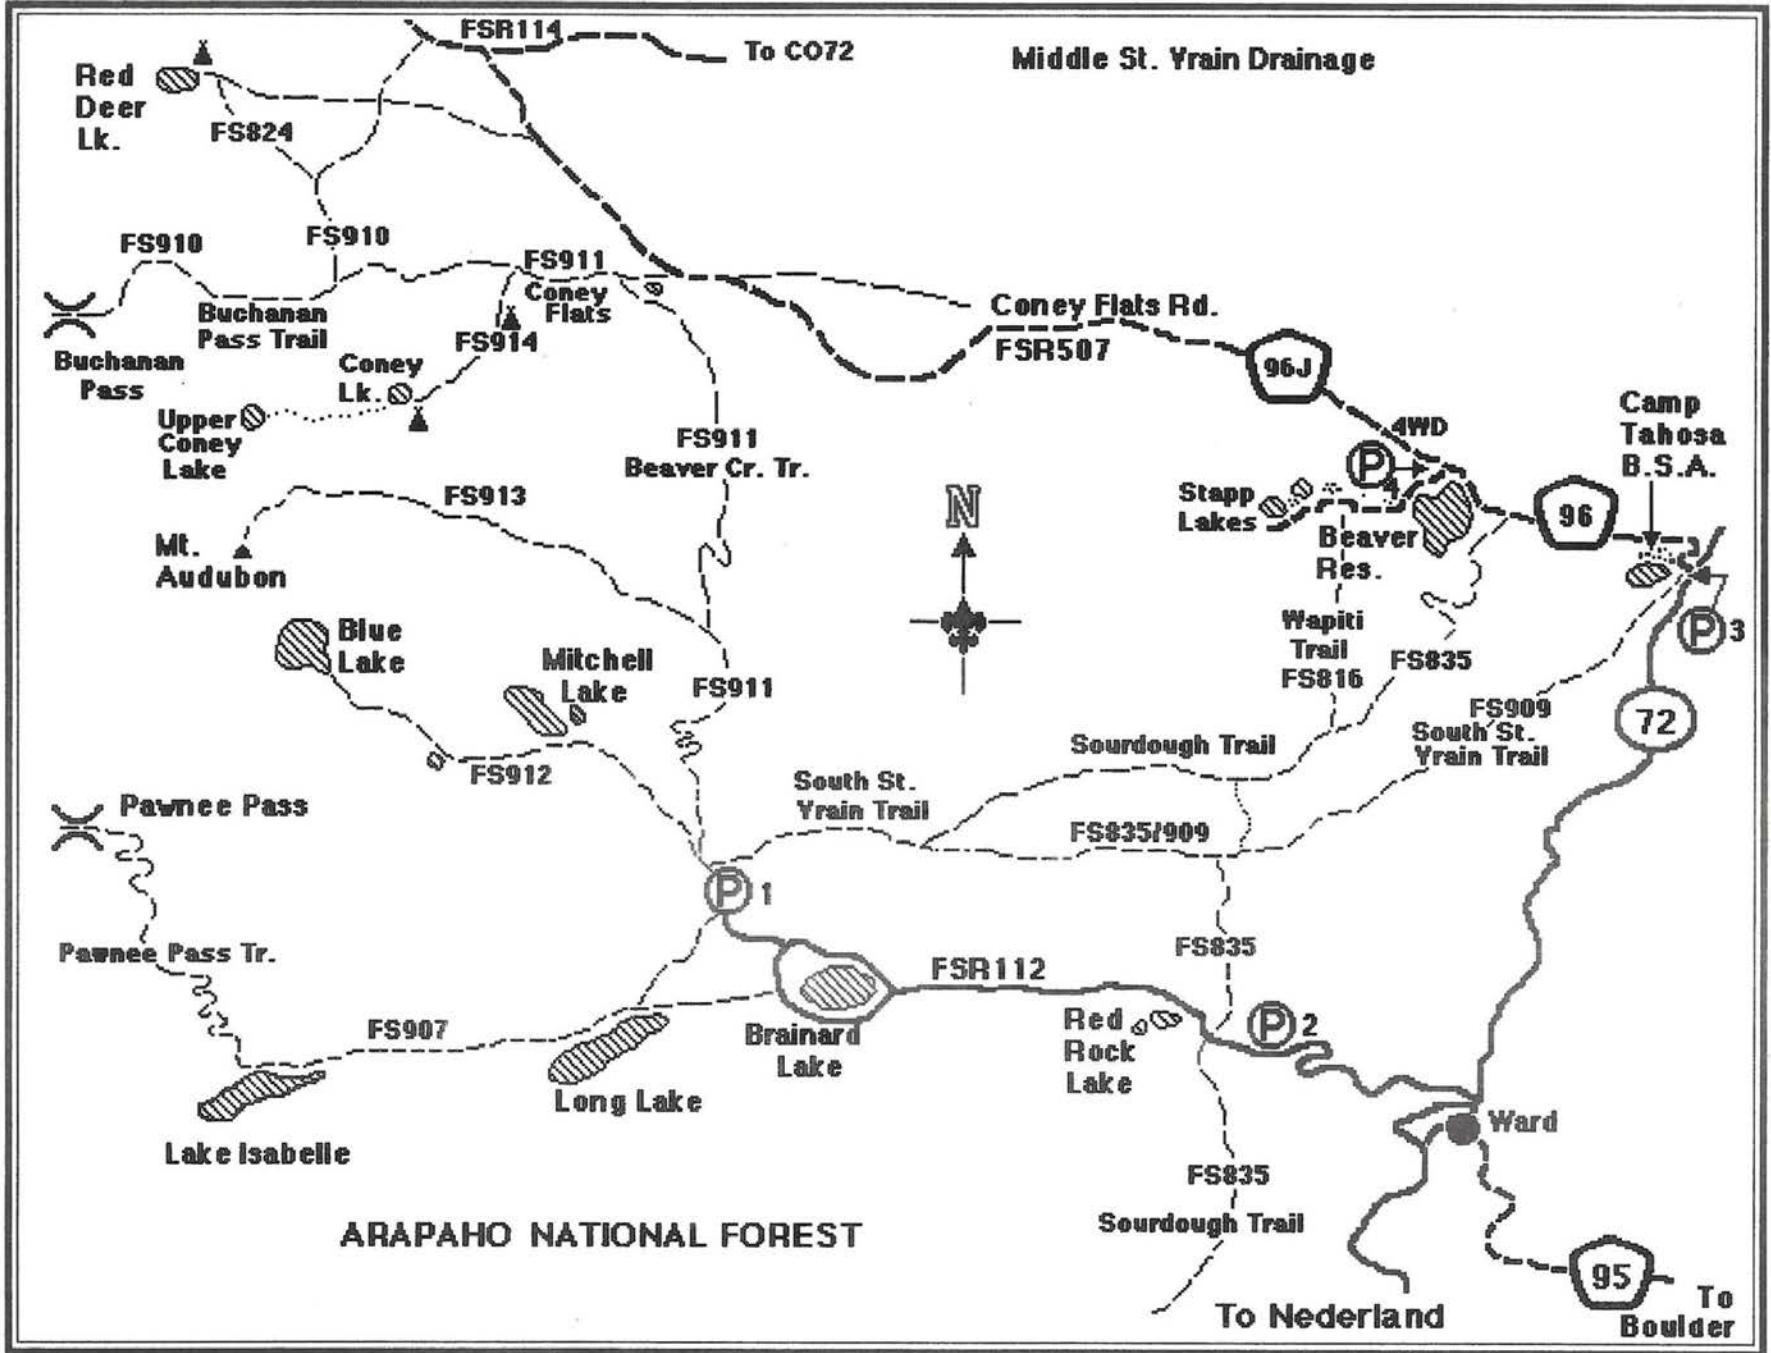 FSR114
To CO72
Middle St. Vrain Drainage
Red
Deer
Lk.
FS824
FS910
FS910
FS911
Coney
Flats
Buchanan
Pass Trail
Buchanan
Pass
FS914
Coney
Lk.
Upper
Coney
Lake
Coney Flats Rd.
FSR507
96J
4WD
P
4
Camp
Tahosa
B.S.A.
Stapp
Lakes
Beaver
Res.
96
FS911
Beaver Cr. Tr.
FS913
Mt.
Audubon
N
Blue
Lake
Mitchell
Lake
FS911
FS912
Wapiti
Trail
FS816
FS835
P 3
FS909
South St.
Vrain Trail
72
Sourdough Trail
South St.
Vrain Trail
FS835/909
Pawnee Pass
P 1
Pawnee Pass Tr.
FS835
FSR112
FS907
Brainard
Lake
Red
Rock
Lake
P 2
Long Lake
Lake Isabelle
Ward
FS835
Sourdough Trail
ARAPAHO NATIONAL FOREST
95
To Nederland
To
Boulder